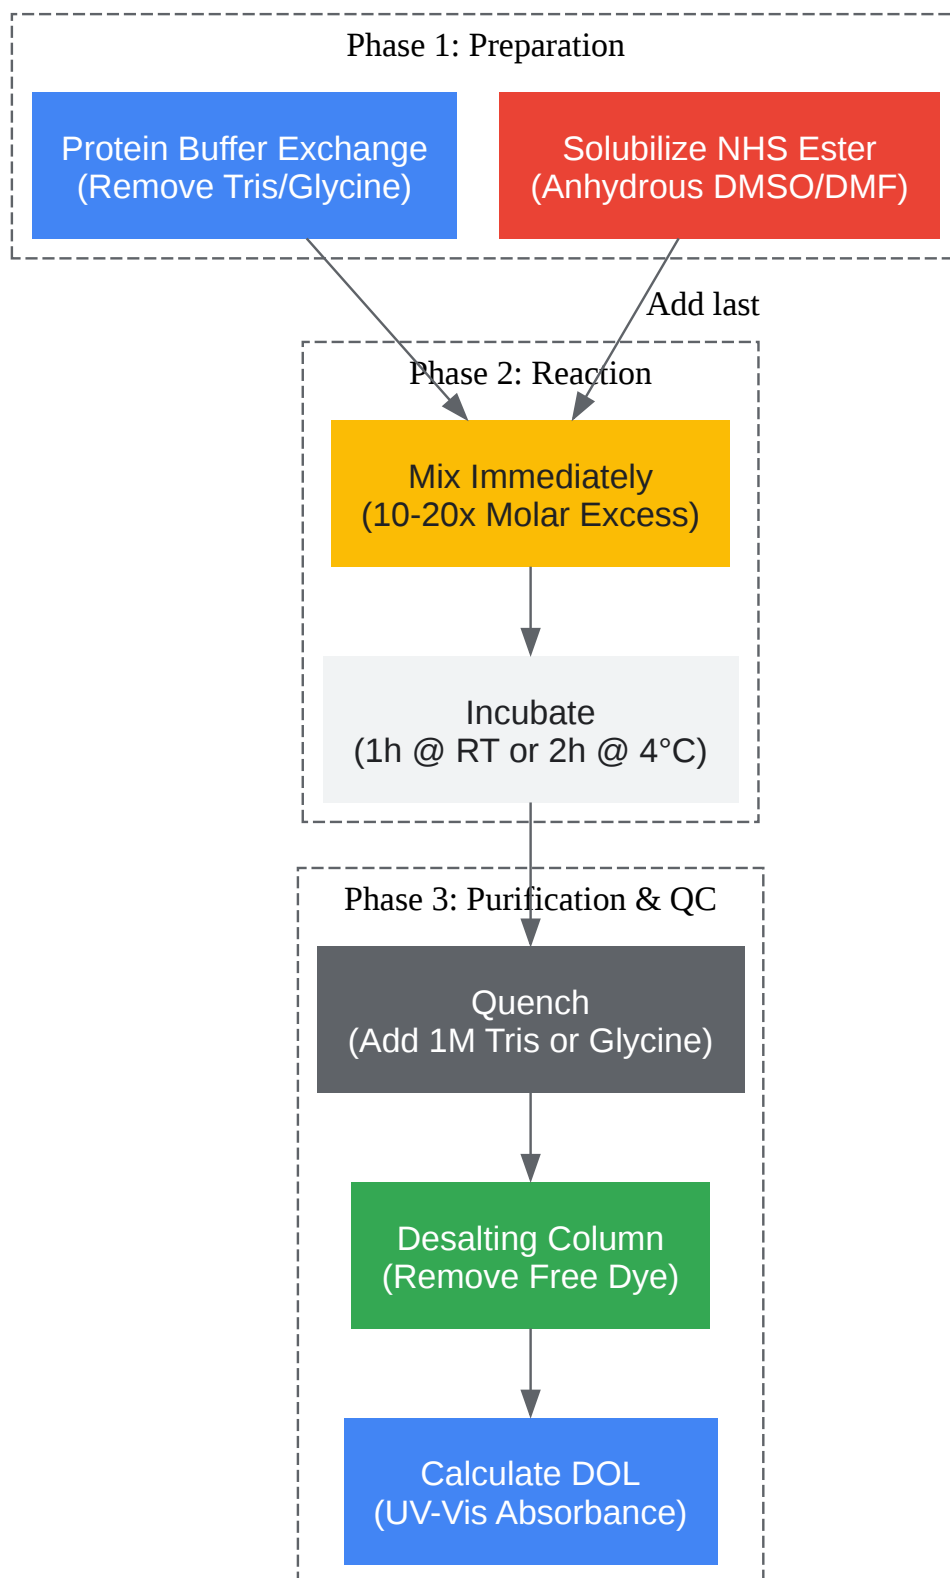 Phase 1: Preparation
Protein Buffer Exchange
(Remove Tris/Glycine)
Solubilize NHS Ester
(Anhydrous DMSO/DMF)
Add last
Phase 2: Reaction
Mix Immediately
(10-20x Molar Excess)
Incubate
(1h @ RT or 2h @ 4°C)
Phase 3: Purification & QC
Quench
(Add 1M Tris or Glycine)
Desalting Column
(Remove Free Dye)
Calculate DOL
(UV-Vis Absorbance)